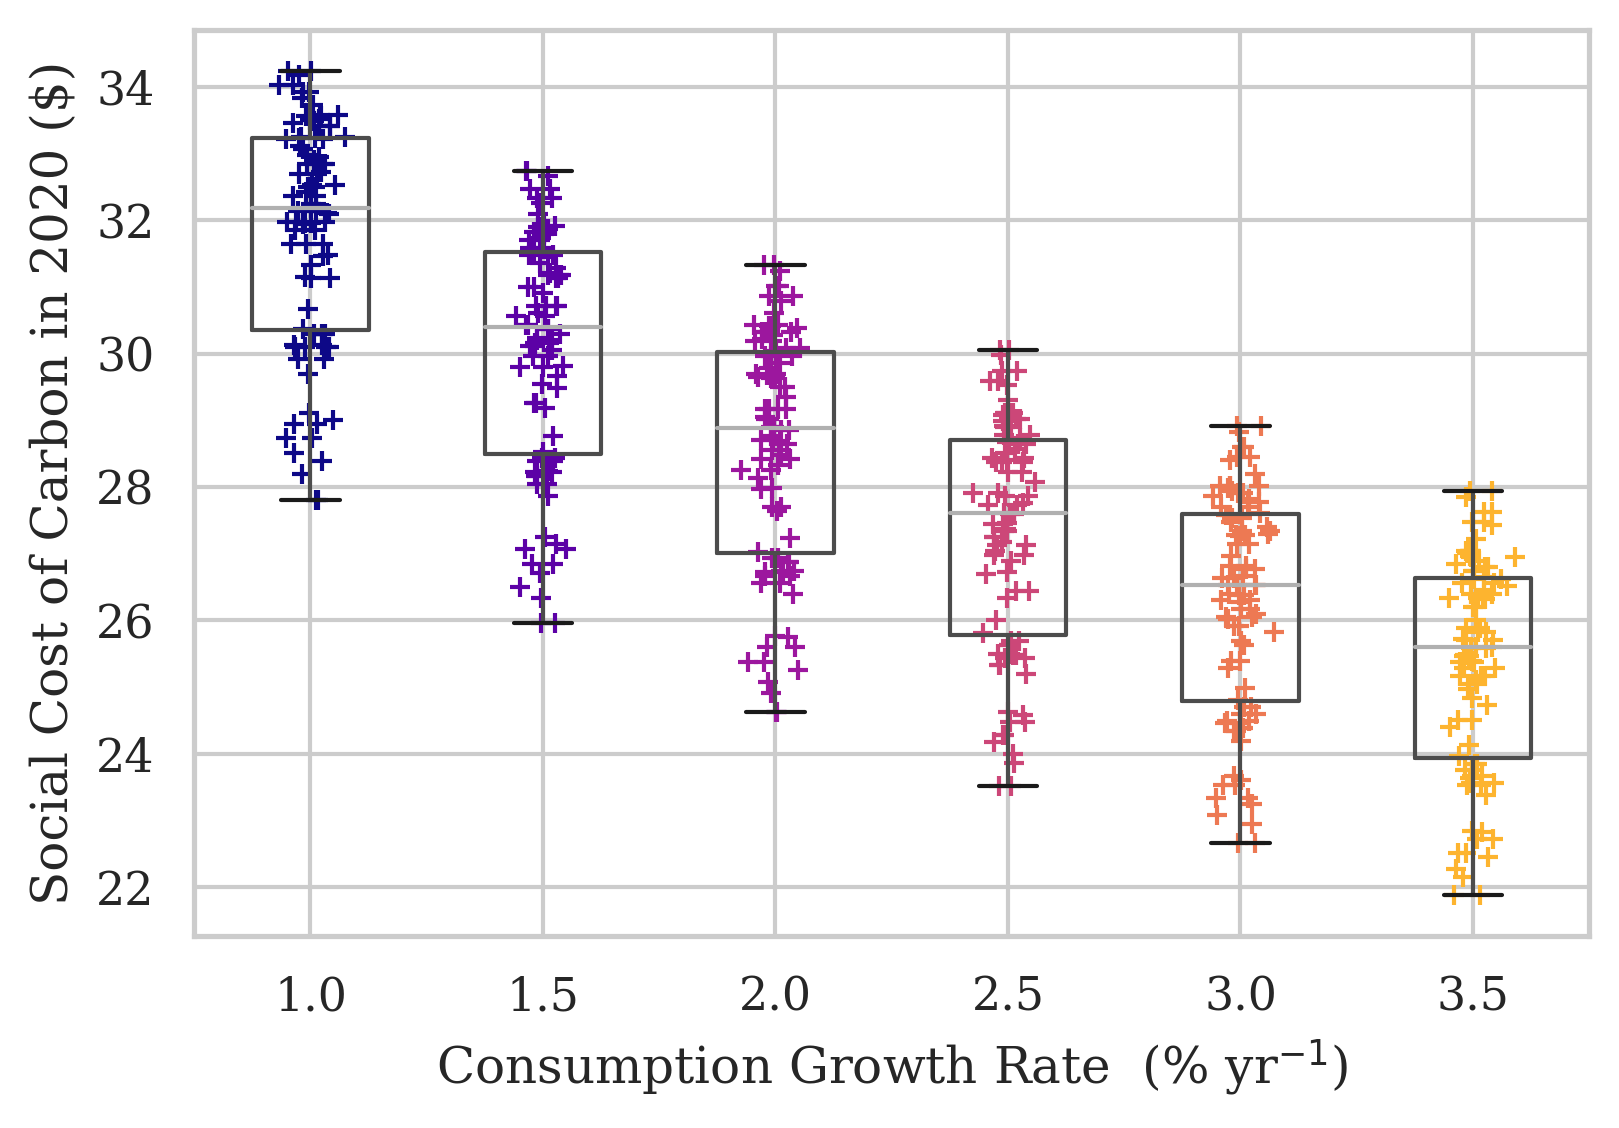 Social Cost of Carbon in 2020 ($)
34
32
30
28
26
24
22
1.0 1.5 2.0 2.5 3.0 3.5
Consumption Growth Rate (% yr⁻¹)